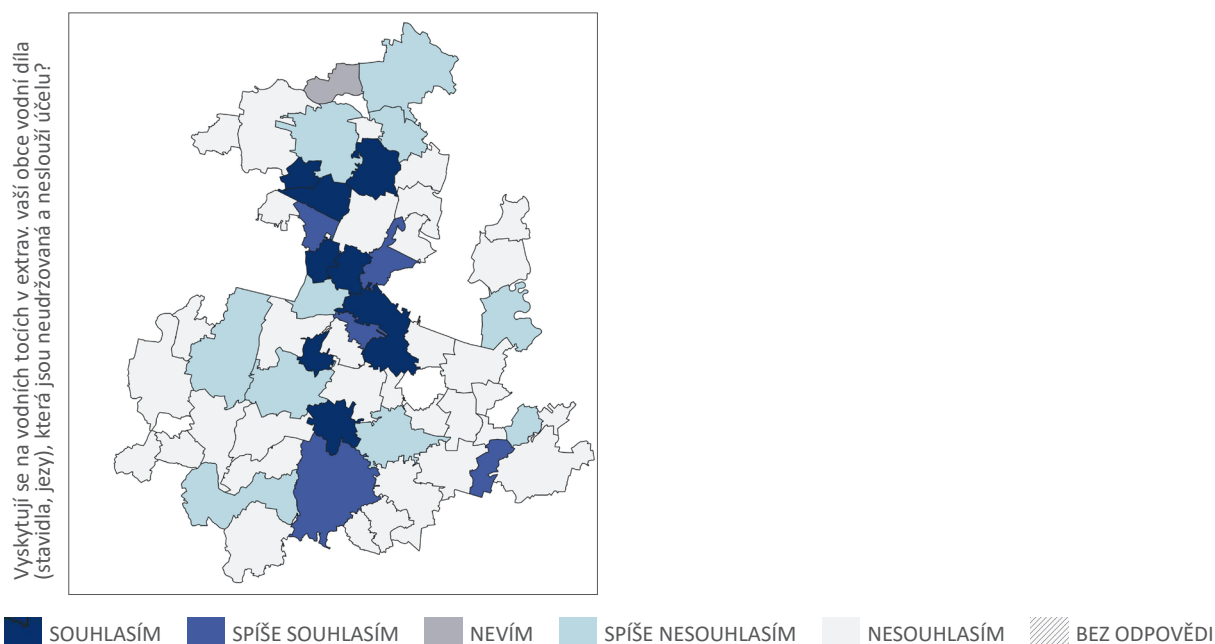 Vyskytují se na vodních tocích v extrav. vaší obce vodní díla
(stavidla, jezy), která jsou neudržovaná a neslouží účelu?
SOUHLASÍM SPÍŠE SOUHLASÍM NEVÍM SPÍŠE NESOUHLASÍM NESOUHLASÍM BEZ ODPOVĚDI